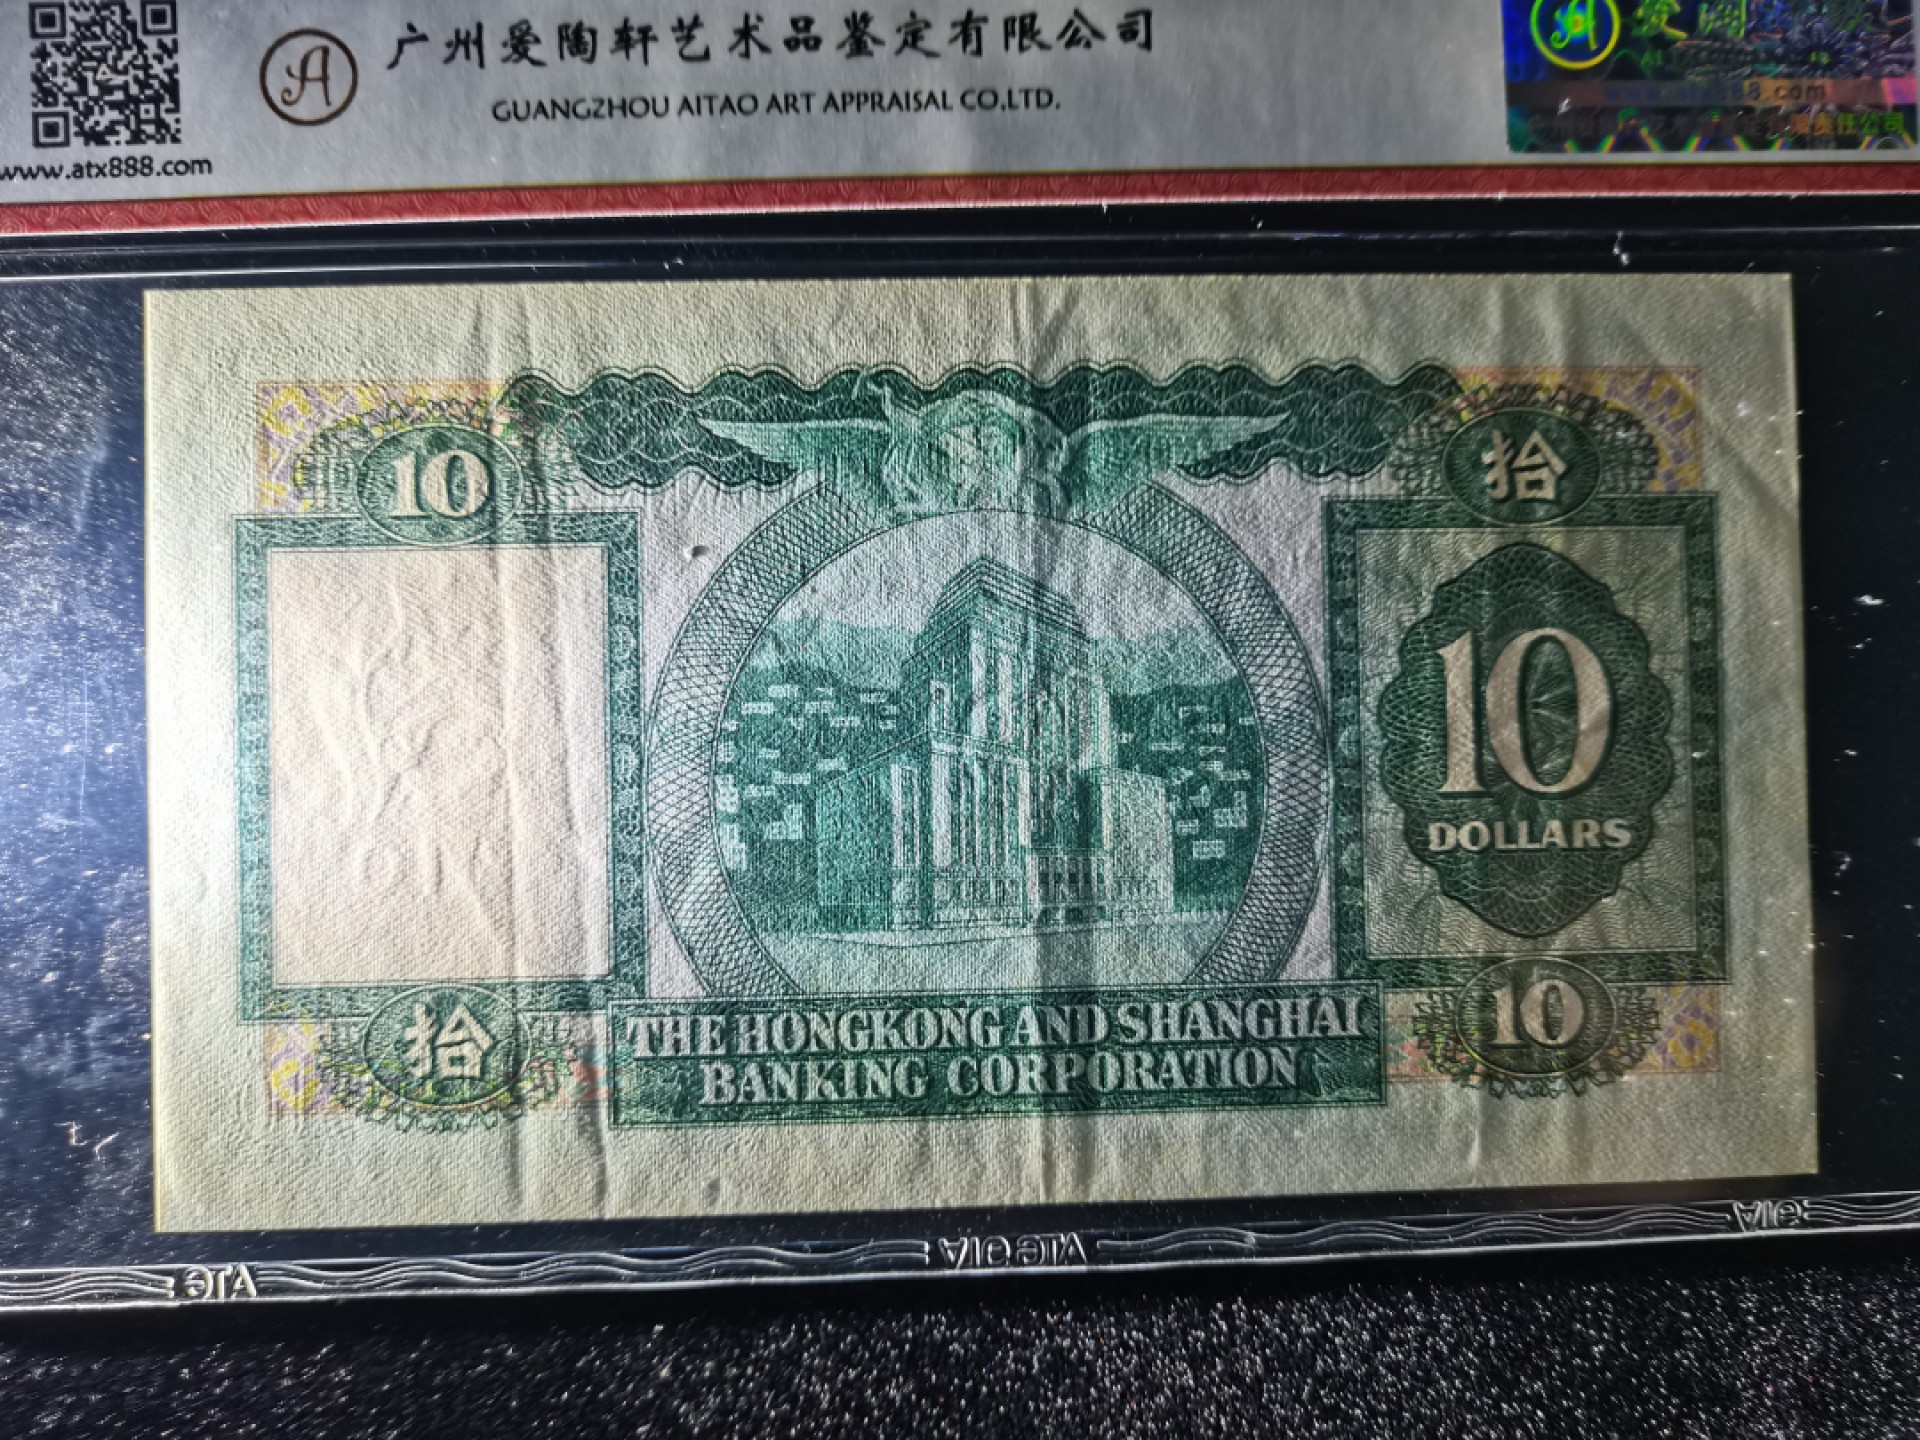 广州爱陶轩艺术品鉴定有限公司
GUANGZHOU AITAO ART APPRAISAL CO.LTD.
www.atx888.com
10
拾
10
DOLLARS
拾
10
THE HONGKONG AND SHANGHAI
BANKING CORPORATION